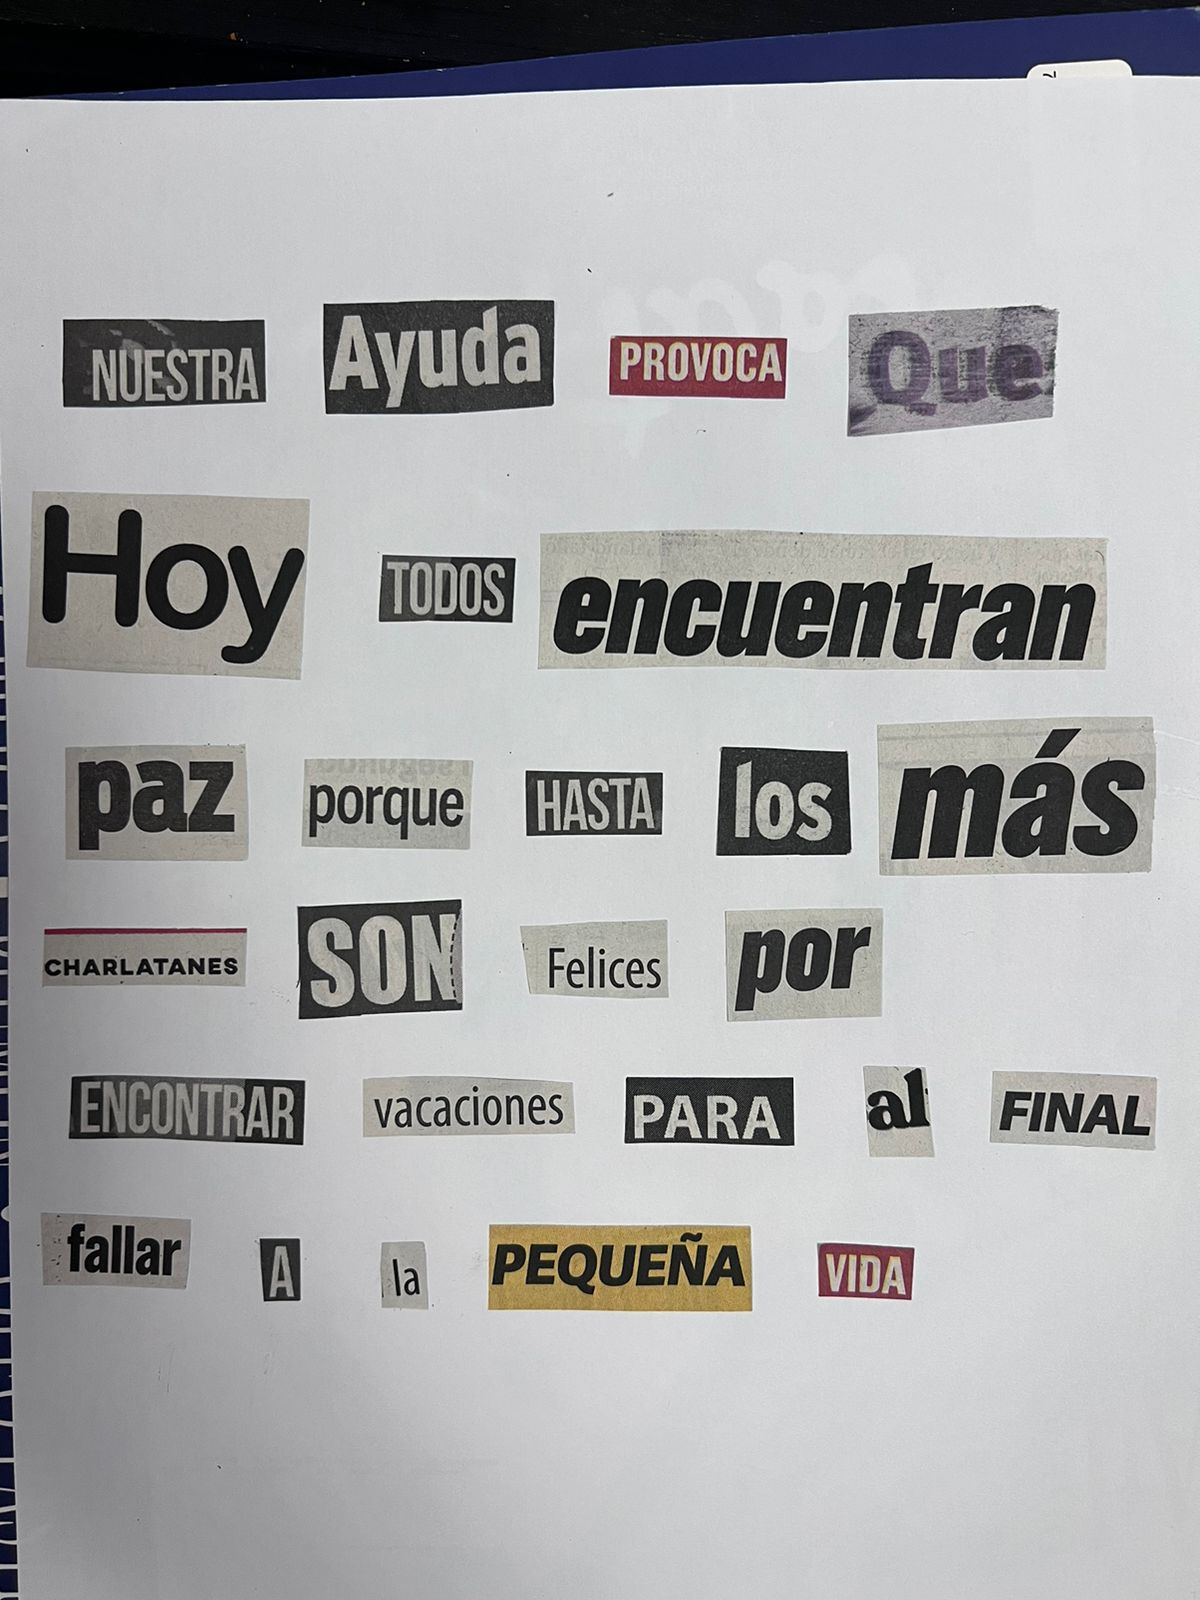 NUESTRA Ayuda PROVOCA Que
Hoy TODOS encuentran
paz porque HASTA los más
CHARLATANES SON Felices por
ENCONTRAR vacaciones PARA al FINAL
fallar A la PEQUEÑA VIDA